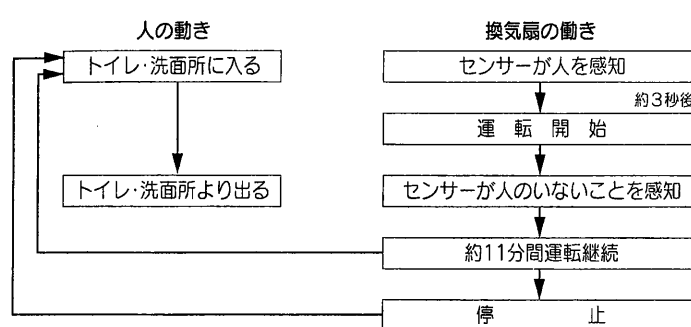 人の動き
トイレ・洗面所に入る
トイレ・洗面所より出る
換気扇の働き
センサーが人を感知
約3秒後
運転開始
センサーが人のいないことを感知
約11分間運転継続
停止